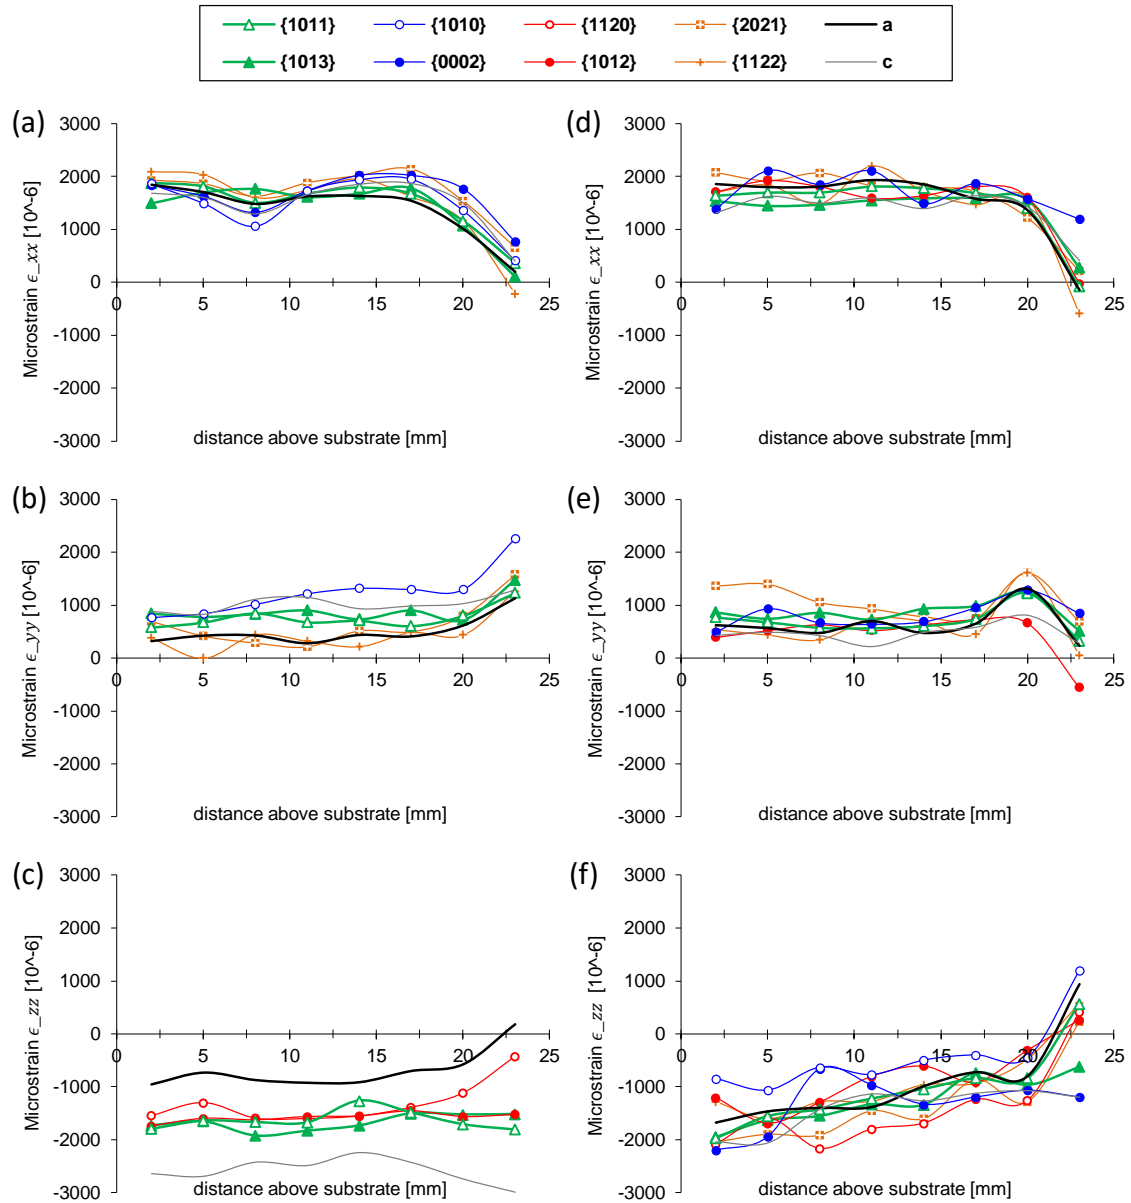 {1011} {1010} {1120} {2021} a
{1013} {0002} {1012} {1122} c
(a)
Microstrain ϵ_xx [10^-6]
3000
2000
1000
0
-1000
-2000
-3000
0 5 10 15 20 25
distance above substrate [mm]
(d)
Microstrain ϵ_xx [10^-6]
3000
2000
1000
0
-1000
-2000
-3000
0 5 10 15 20 25
distance above substrate [mm]
(b)
Microstrain ϵ_yy [10^-6]
3000
2000
1000
0
-1000
-2000
-3000
0 5 10 15 20 25
distance above substrate [mm]
(e)
Microstrain ϵ_yy [10^-6]
3000
2000
1000
0
-1000
-2000
-3000
0 5 10 15 20 25
distance above substrate [mm]
(c)
Microstrain ϵ_zz [10^-6]
3000
2000
1000
0
-1000
-2000
-3000
0 5 10 15 20 25
distance above substrate [mm]
(f)
Microstrain ϵ_zz [10^-6]
3000
2000
1000
0
-1000
-2000
-3000
0 5 10 15 20 25
distance above substrate [mm]